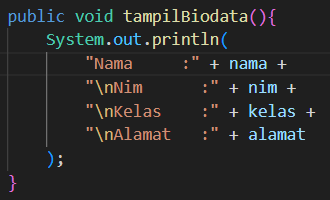 public void tampilBiodata(){
    System.out.println(
        "Nama     :" + nama +
        "\nNim      :" + nim +
        "\nKelas    :" + kelas +
        "\nAlamat   :" + alamat
    );
}